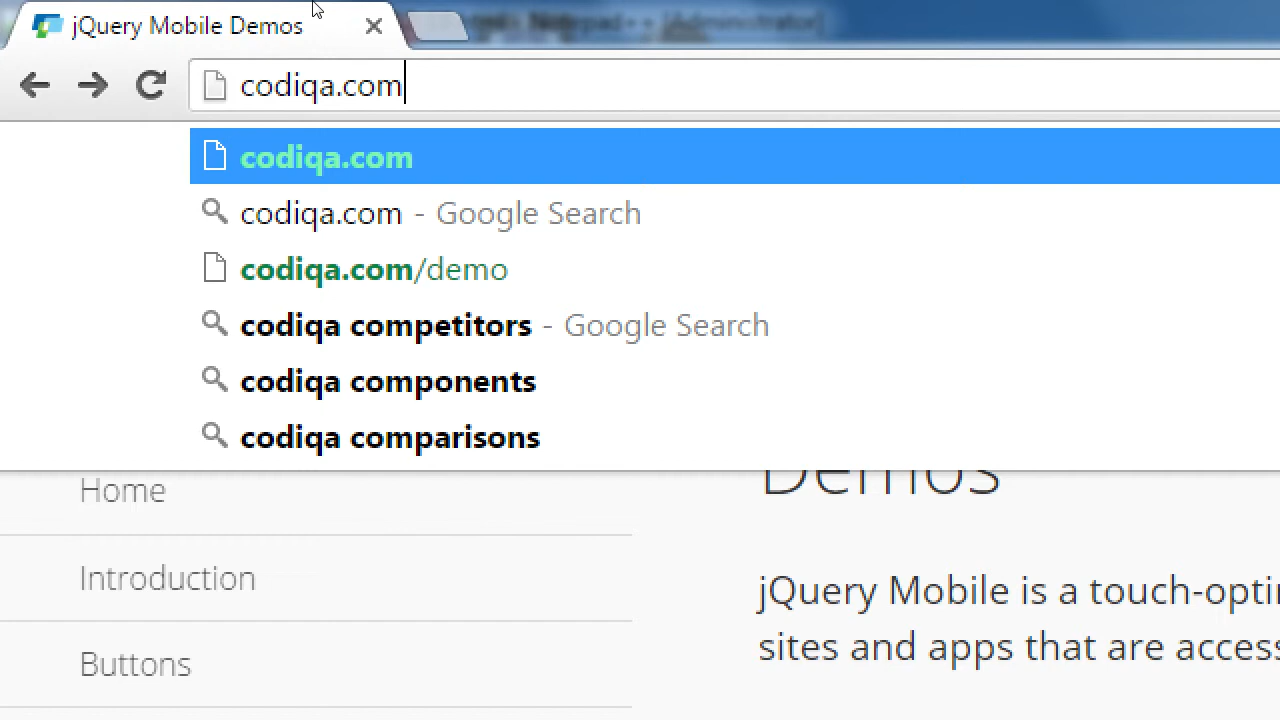 jQuery Mobile Demos
codiqa.com
codiqa.com
codiqa.com - Google Search
codiqa.com/demo
codiqa competitors - Google Search
codiqa components
codiqa comparisons
Demos
Home
Introduction
Buttons
jQuery Mobile is a touch-opti
sites and apps that are access